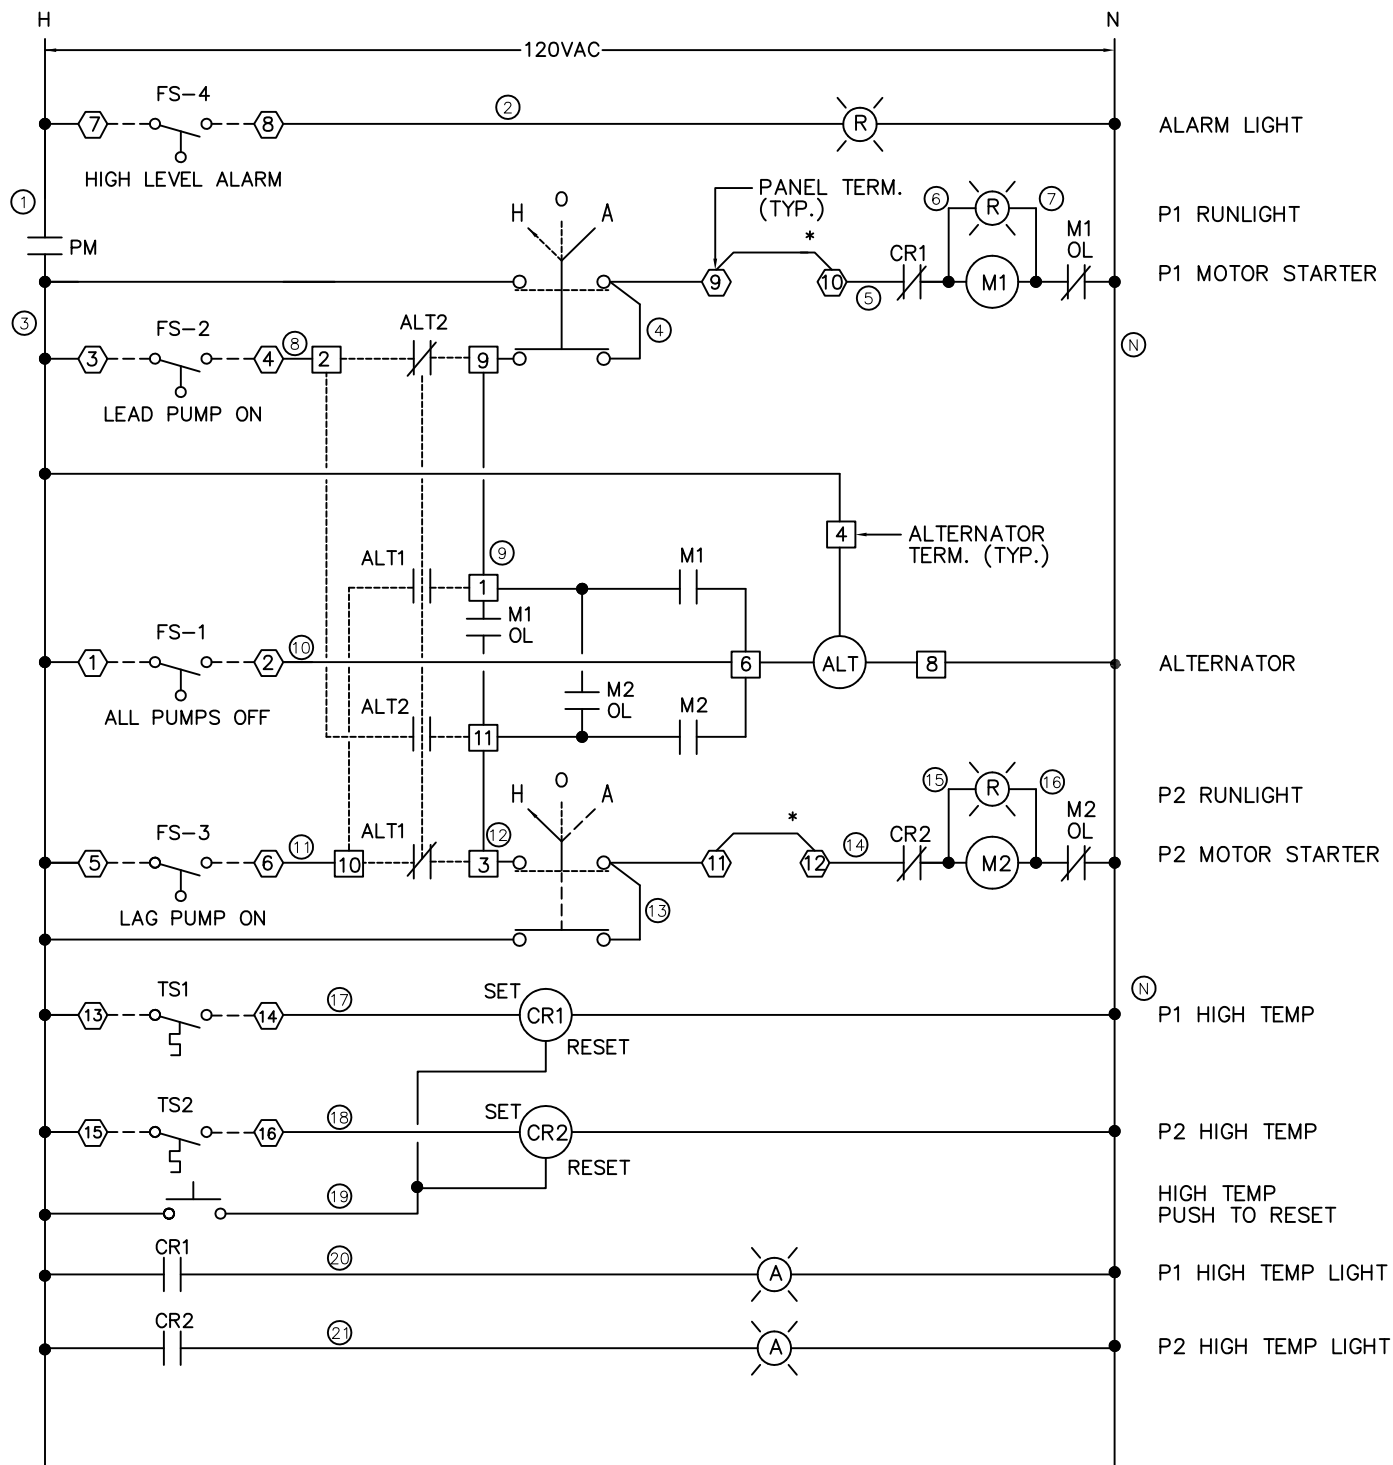 H
N
120VAC
FS-4
2
7
8
R
ALARM LIGHT
HIGH LEVEL ALARM
1
PM
H
O
A
PANEL TERM.
(TYP.)
*
6
R
7
P1 RUNLIGHT
M1
OL
CR1
9
10
5
M1
P1 MOTOR STARTER
3
FS-2
8
ALT2
4
N
3
4
2
9
LEAD PUMP ON
4
ALTERNATOR
TERM. (TYP.)
ALT1
9
M1
1
M1
OL
FS-1
10
1
2
6
ALT
8
ALTERNATOR
M2
OL
ALL PUMPS OFF
ALT2
M2
11
H
O
A
15
R
16
P2 RUNLIGHT
*
M2
OL
FS-3
11
ALT1
12
14
CR2
5
6
10
3
11
12
M2
P2 MOTOR STARTER
LAG PUMP ON
13
TS1
17
SET
N
13
14
CR1
P1 HIGH TEMP
RESET
TS2
18
SET
15
16
CR2
P2 HIGH TEMP
RESET
19
HIGH TEMP
PUSH TO RESET
CR1
20
A
P1 HIGH TEMP LIGHT
CR2
21
A
P2 HIGH TEMP LIGHT